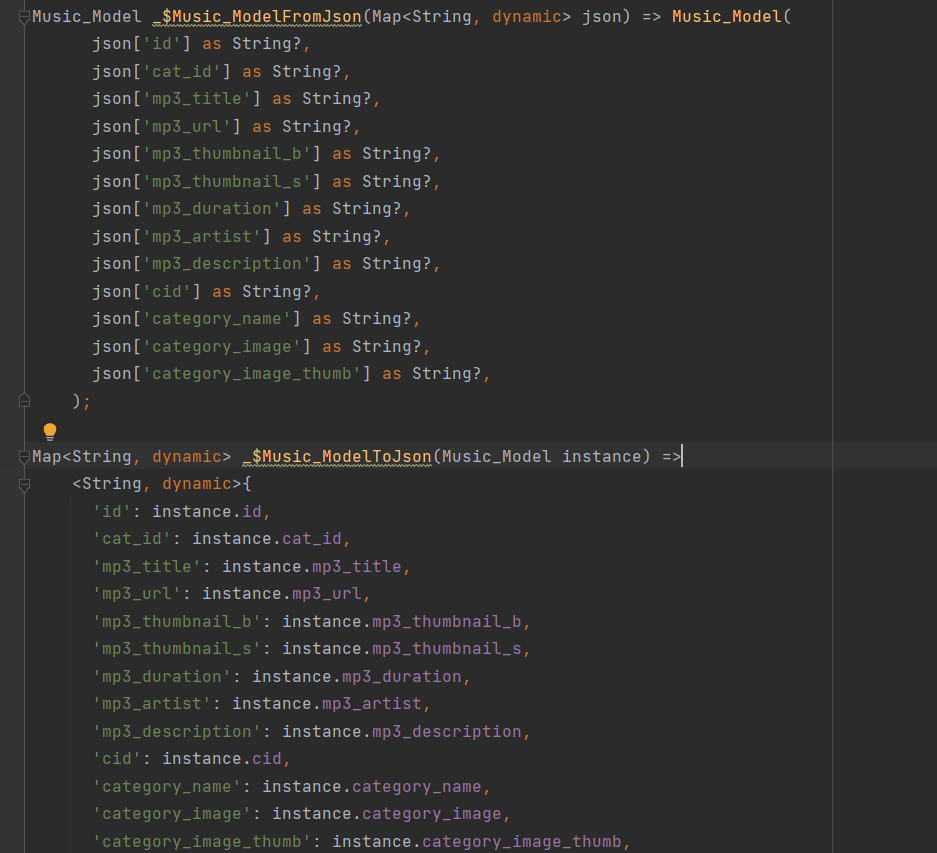 Music_Model _$Music_ModelFromJson(Map<String, dynamic> json) => Music_Model(
json['id'] as String?,
json['cat_id'] as String?,
json['mp3_title'] as String?,
json['mp3_url'] as String?,
json['mp3_thumbnail_b'] as String?,
json['mp3_thumbnail_s'] as String?,
json['mp3_duration'] as String?,
json['mp3_artist'] as String?,
json['mp3_description'] as String?,
json['cid'] as String?,
json['category_name'] as String?,
json['category_image'] as String?,
json['category_image_thumb'] as String?,
);
Map<String, dynamic> _$Music_ModelToJson(Music_Model instance) =>
<String, dynamic>{
'id': instance.id,
'cat_id': instance.cat_id,
'mp3_title': instance.mp3_title,
'mp3_url': instance.mp3_url,
'mp3_thumbnail_b': instance.mp3_thumbnail_b,
'mp3_thumbnail_s': instance.mp3_thumbnail_s,
'mp3_duration': instance.mp3_duration,
'mp3_artist': instance.mp3_artist,
'mp3_description': instance.mp3_description,
'cid': instance.cid,
'category_name': instance.category_name,
'category_image': instance.category_image,
'category_image_thumb': instance.category_image_thumb,